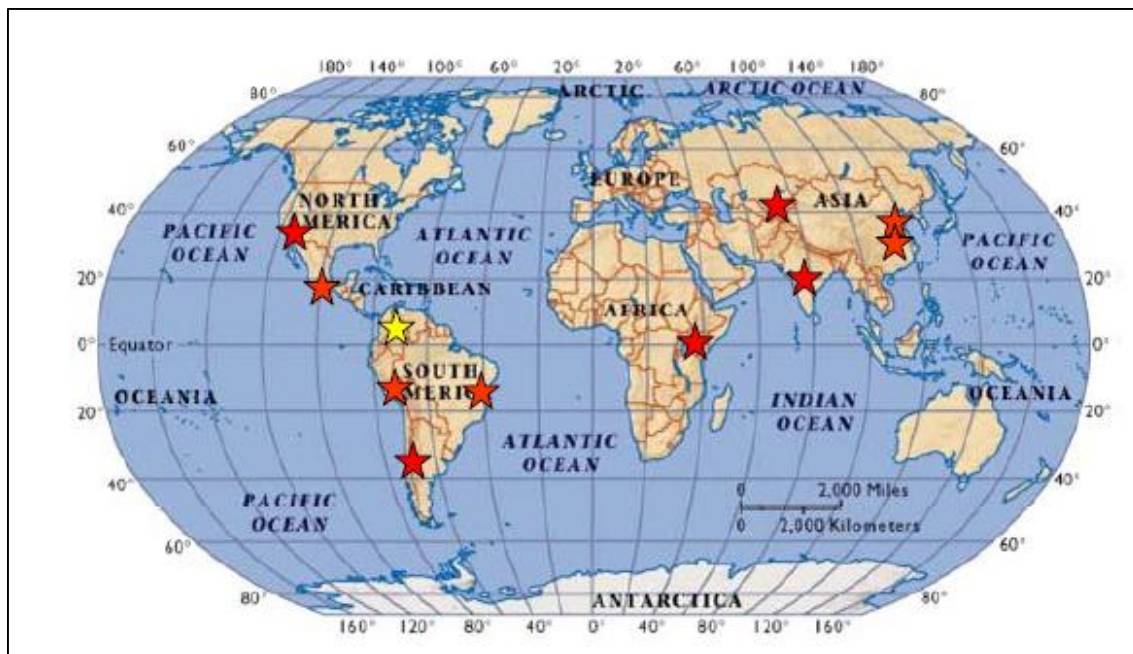 180° 140° 100° 60° 20° 20° 60° 100° 140° 180°
ARCTIC
ARCTIC OCEAN
80°
80°
60°
60°
EUROPE
ASIA
NORTH
AMERICA
40°
40°
PACIFIC
OCEAN
ATLANTIC
OCEAN
PACIFIC
OCEAN
20°
20°
CARIBBEAN
AFRICA
0°
Equator
0°
SOUTH
MERIC
OCEANIA
INDIAN
OCEAN
OCEANIA
20°
20°
ATLANTIC
OCEAN
40°
40°
PACIFIC
OCEAN
0 2,000 Miles
0 2,000 Kilometers
60°
60°
80°
80°
ANTARCTICA
160° 120° 80° 40° 0° 40° 80° 120° 160°